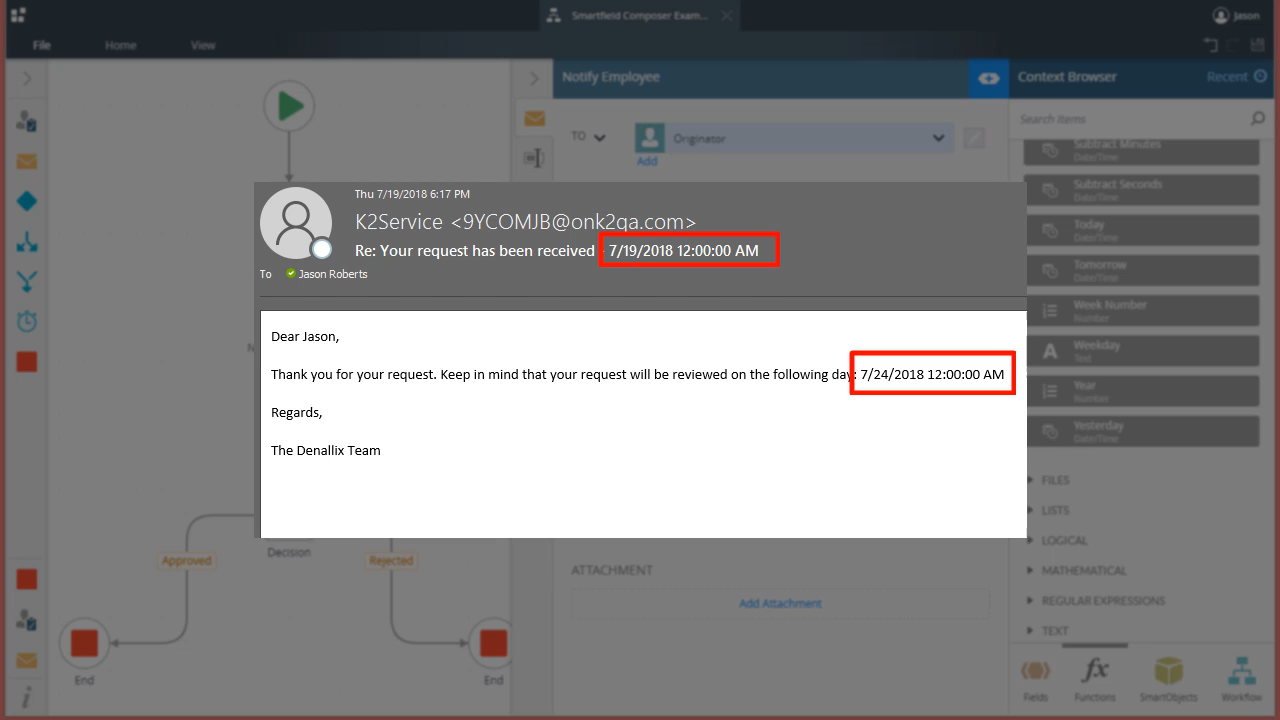 Smartfield Composer Exam...
Jason
File
Home
View
Notify Employee
Context Browser
Recent
TO
Originator
Add
Search items
Subtract Minutes
Date/Time
Subtract Seconds
Date/Time
Today
Date/Time
Tomorrow
Date/Time
Week Number
Number
Weekday
Text
Year
Number
Yesterday
Date/Time
FILES
LISTS
LOGICAL
MATHEMATICAL
REGULAR EXPRESSIONS
TEXT
Fields
Functions
SmartObjects
Workflow
Thu 7/19/2018 6:17 PM
K2Service <9YCOMJB@onk2qa.com>
Re: Your request has been received 7/19/2018 12:00:00 AM
To Jason Roberts
Dear Jason,
Thank you for your request. Keep in mind that your request will be reviewed on the following day: 7/24/2018 12:00:00 AM
Regards,
The Denallix Team
Decision
Approved
Rejected
End
End
ATTACHMENT
Add Attachment